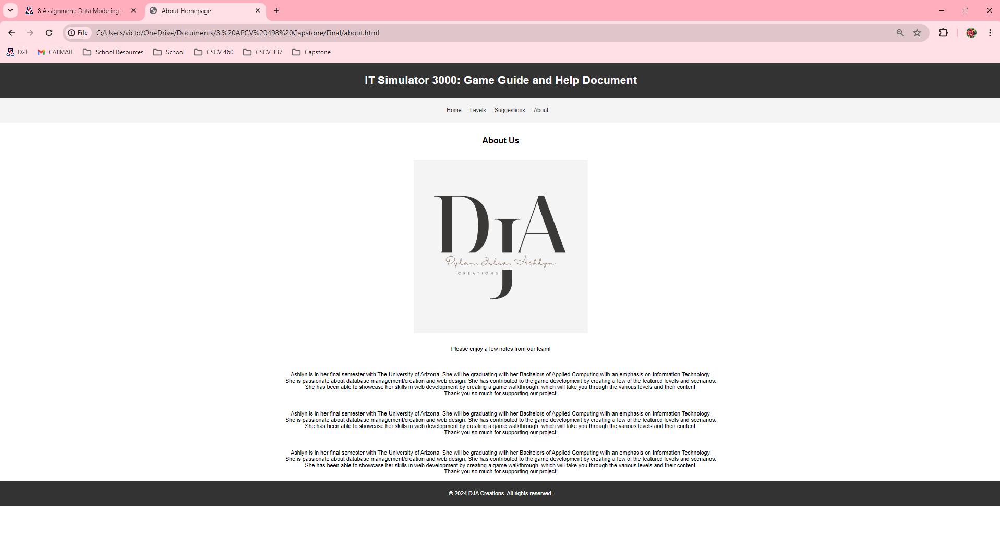 8 Assignment: Data Modeling -
About Homepage
File
C:/Users/victo/OneDrive/Documents/3.%20APCV%20498%20Capstone/Final/about.html
D2L CATMAIL School Resources School CSCV 460 CSCV 337 Capstone
IT Simulator 3000: Game Guide and Help Document
Home Levels Suggestions About
About Us
DJA
Dylan, Julia, Ashlyn
CREATIONS
Please enjoy a few notes from our team!
Ashlyn is in her final semester with The University of Arizona. She will be graduating with her Bachelors of Applied Computing with an emphasis on Information Technology.
She is passionate about database management/creation and web design. She has contributed to the game development by creating a few of the featured levels and scenarios.
She has been able to showcase her skills in web development by creating a game walkthrough, which will take you through the various levels and their content.
Thank you so much for supporting our project!
Ashlyn is in her final semester with The University of Arizona. She will be graduating with her Bachelors of Applied Computing with an emphasis on Information Technology.
She is passionate about database management/creation and web design. She has contributed to the game development by creating a few of the featured levels and scenarios.
She has been able to showcase her skills in web development by creating a game walkthrough, which will take you through the various levels and their content.
Thank you so much for supporting our project!
Ashlyn is in her final semester with The University of Arizona. She will be graduating with her Bachelors of Applied Computing with an emphasis on Information Technology.
She is passionate about database management/creation and web design. She has contributed to the game development by creating a few of the featured levels and scenarios.
She has been able to showcase her skills in web development by creating a game walkthrough, which will take you through the various levels and their content.
Thank you so much for supporting our project!
© 2024 DJA Creations. All rights reserved.